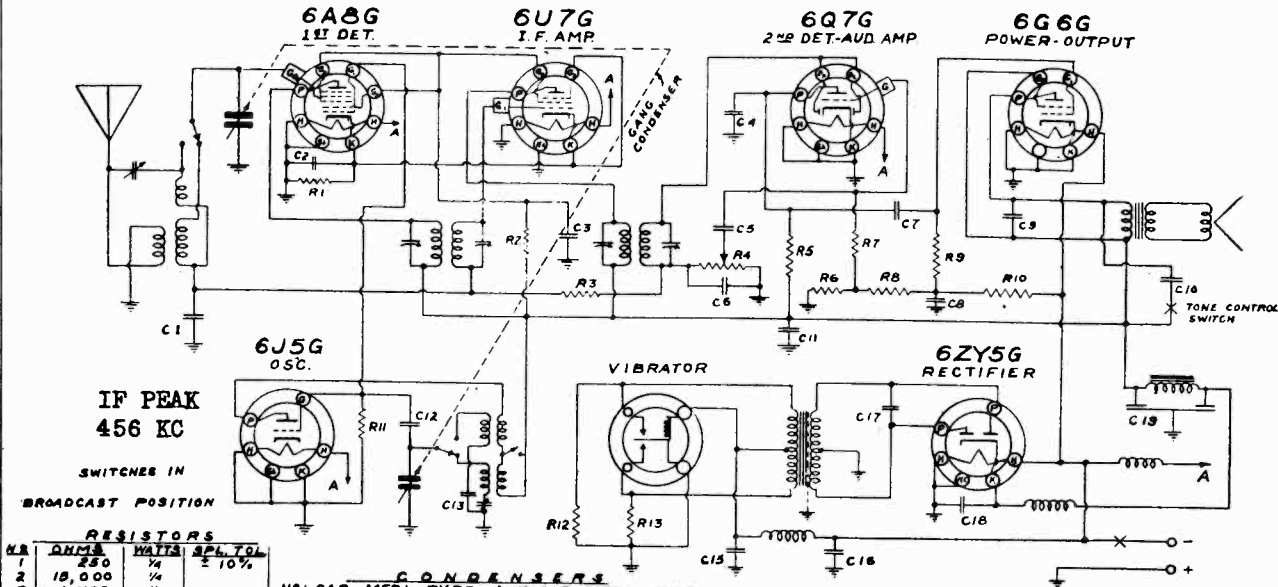 6A8G
1ST DET.
6U7G
I.F. AMP.
6Q7G
2ND DET.-AUD. AMP.
6G6G
POWER-OUTPUT
GANG CONDENSER
A
A
A
C1
C2
R1
R2
C3
R3
C4
C5
R4
C6
R5
R6
R7
R8
C7
R9
C8
R10
C9
C10
TONE CONTROL
SWITCH
C11
6J5G
OSC.
VIBRATOR
6ZY5G
RECTIFIER
IF PEAK
456 KC
SWITCHES IN
BROADCAST POSITION
P
G
H
H
K
A
R11
C12
C13
R12
R13
C15
C16
C17
C18
C19
A
-
+
RESISTORS
NO. OHMS WATTS SPL. TOL.
1 250 1/4 ± 10%
2 18,000 1/4
CONDENSERS